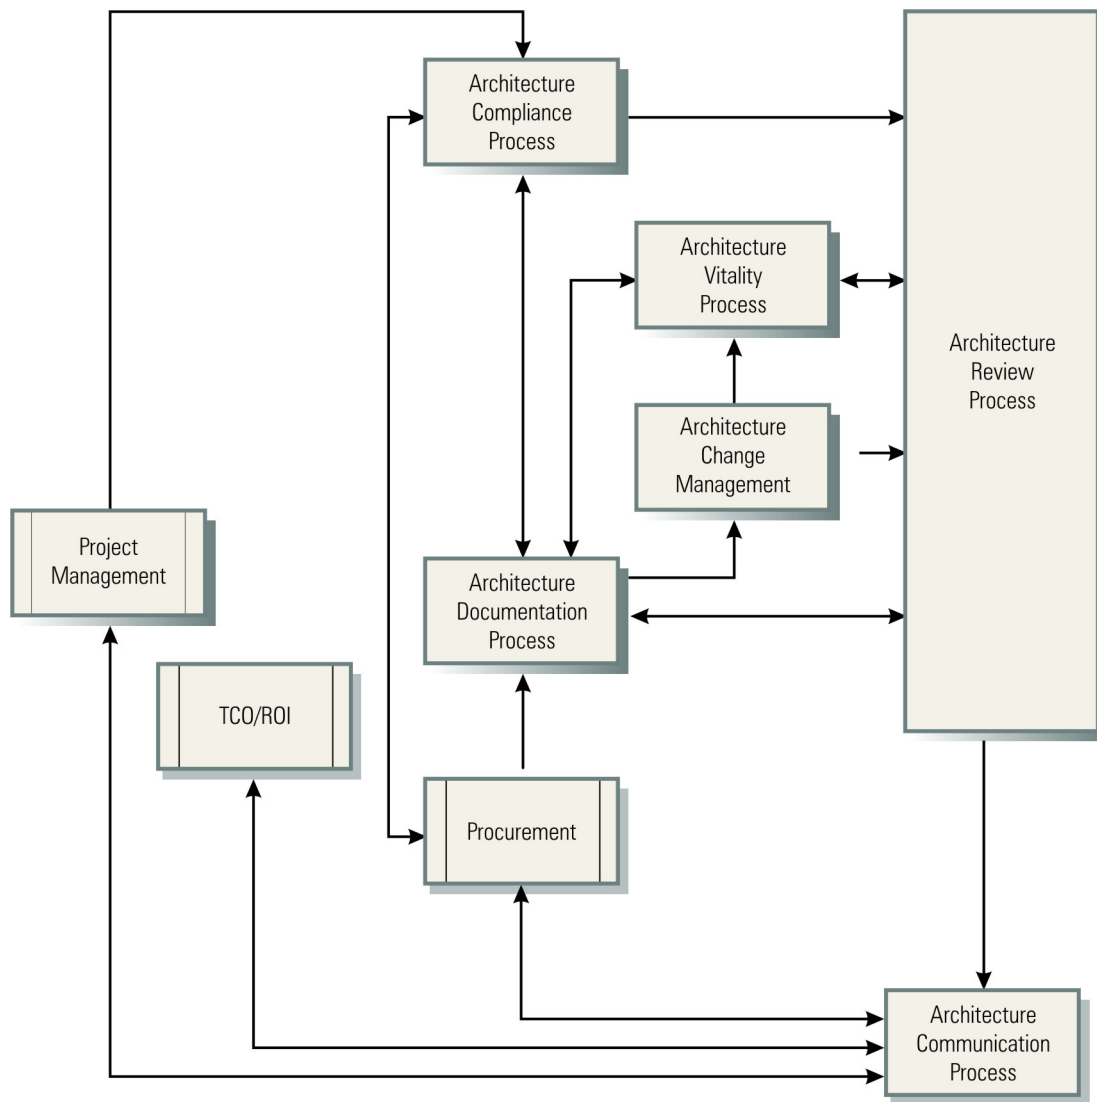 Architecture
Compliance
Process
Architecture
Vitality
Process
Architecture
Review
Process
Architecture
Change
Management
Project
Management
Architecture
Documentation
Process
TCO/ROI
Procurement
Architecture
Communication
Process